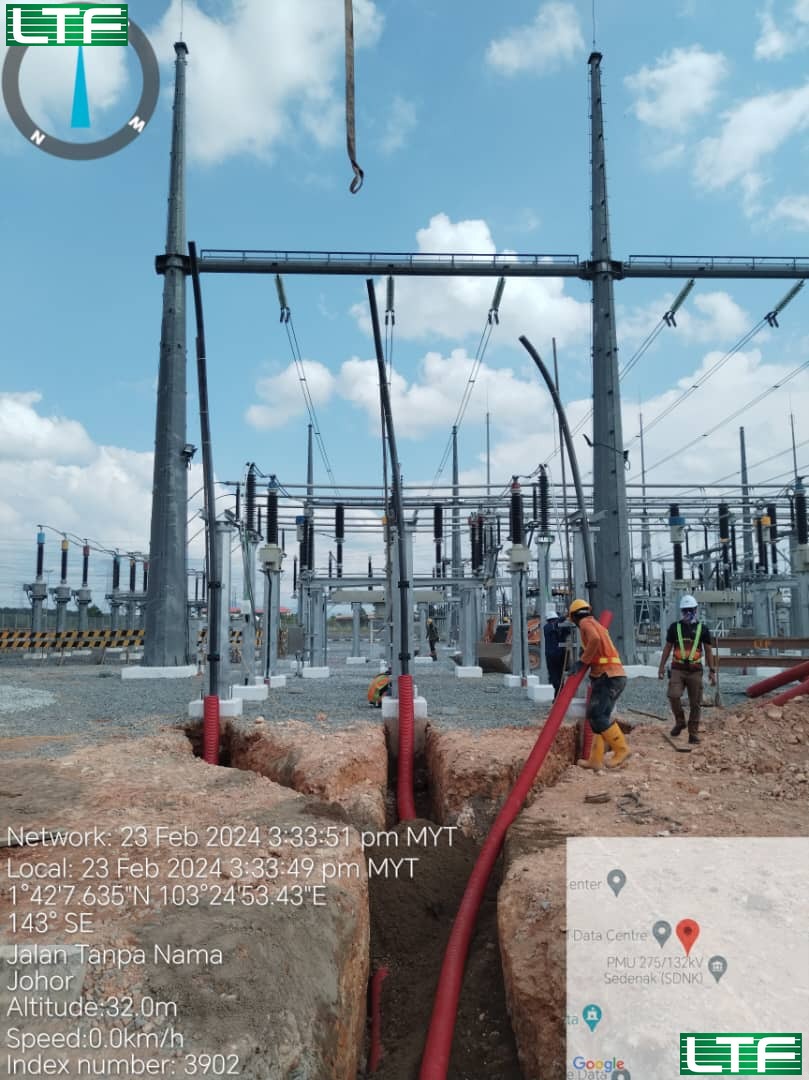 LTF
N
W
Network: 23 Feb 2024 3:33:51 pm MYT
Local: 23 Feb 2024 3:33:49 pm MYT
1°42'7.635"N 103°24'53.43"E
143° SE
Jalan Tanpa Nama
Johor
Altitude:32.0m
Speed:0.0km/h
Index number: 3902
enter
Data Centre
PMU 275/132kV
Sedenak (SDNK)
ta
Google
e Data
LTF